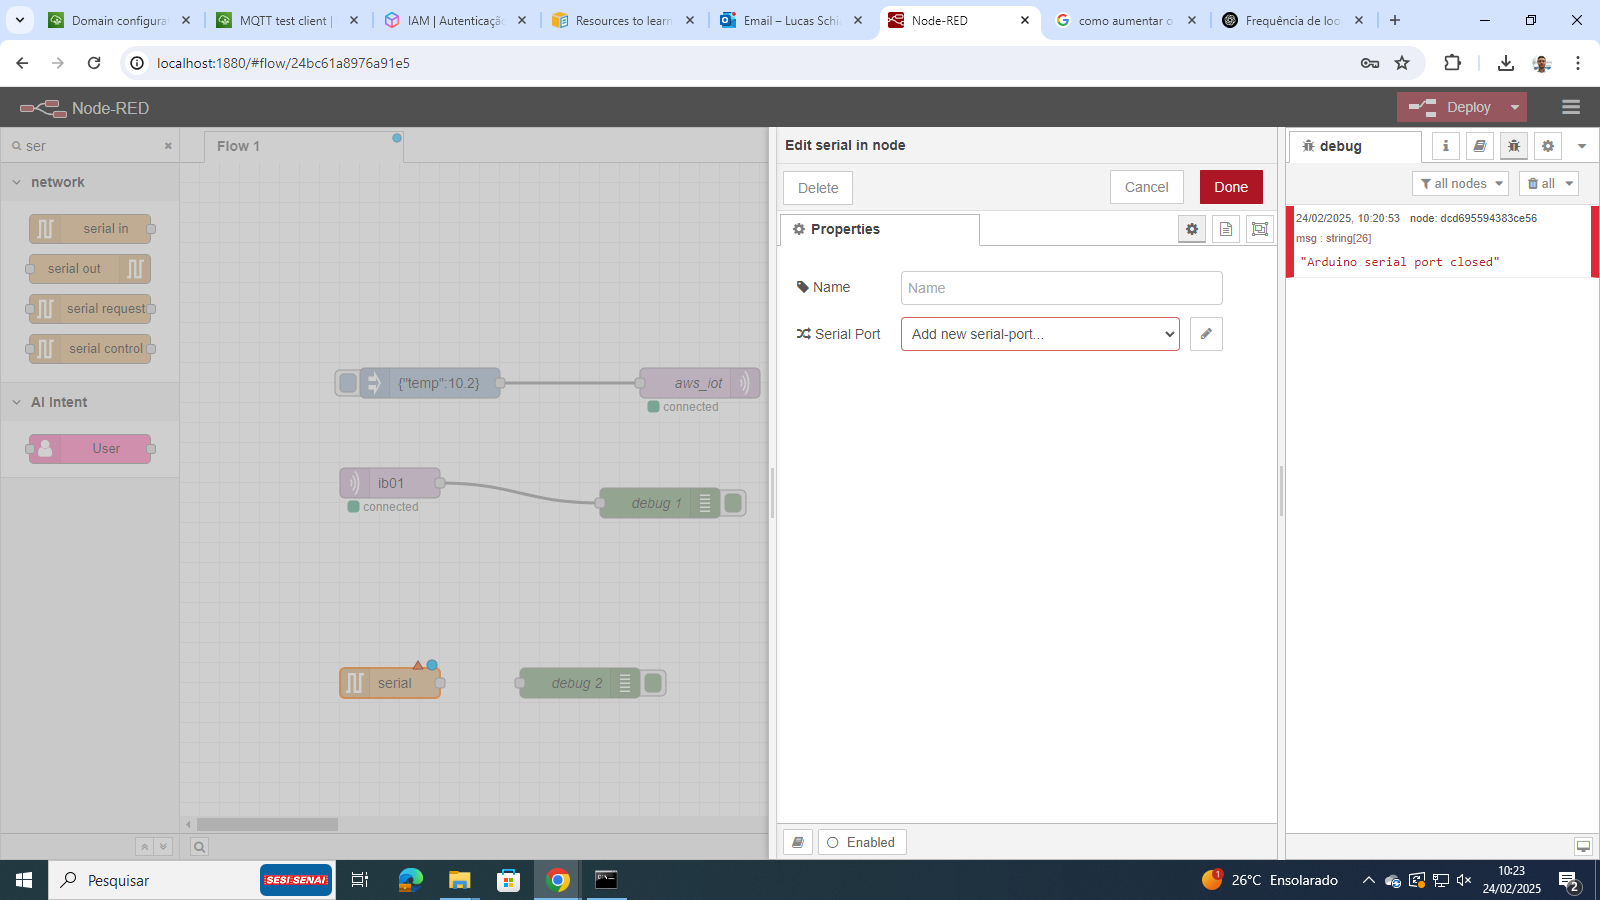 Domain configura
MQTT test client |
IAM | Autenticação
Resources to learn
Email – Lucas Schi
Node-RED
como aumentar o
Frequência de loo
localhost:1880/#flow/24bc61a8976a91e5
Node-RED
Deploy
ser
Flow 1
network
serial in
serial out
serial request
serial control
AI Intent
User
{"temp":10.2}
aws_iot
connected
ib01
connected
debug 1
serial
debug 2
Edit serial in node
Delete
Cancel
Done
Properties
Name
Name
Serial Port
Add new serial-port...
Enabled
debug
all nodes
all
24/02/2025, 10:20:53 node: dcd695594383ce56
msg : string[26]
"Arduino serial port closed"
Pesquisar
SESI SENAI
1
26°C Ensolarado
10:23
24/02/2025
2